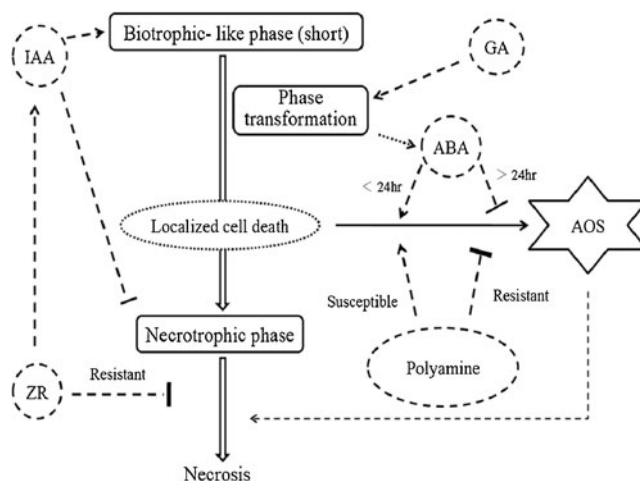 Biotrophic- like phase (short)
IAA
GA
Phase
transformation
ABA
< 24hr
> 24hr
Localized cell death
AOS
Susceptible
Resistant
Necrotrophic phase
Polyamine
Resistant
ZR
Necrosis